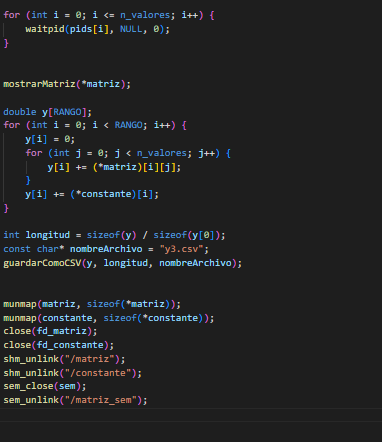 for (int i = 0; i <= n_valores; i++) {
    waitpid(pids[i], NULL, 0);
}
mostrarMatriz(*matriz);
double y[RANGO];
for (int i = 0; i < RANGO; i++) {
    y[i] = 0;
    for (int j = 0; j < n_valores; j++) {
        y[i] += (*matriz)[i][j];
    }
    y[i] += (*constante)[i];
}
int longitud = sizeof(y) / sizeof(y[0]);
const char* nombreArchivo = "y3.csv";
guardarComoCSV(y, longitud, nombreArchivo);
munmap(matriz, sizeof(*matriz));
munmap(constante, sizeof(*constante));
close(fd_matriz);
close(fd_constante);
shm_unlink("/matriz");
shm_unlink("/constante");
sem_close(sem);
sem_unlink("/matriz_sem");